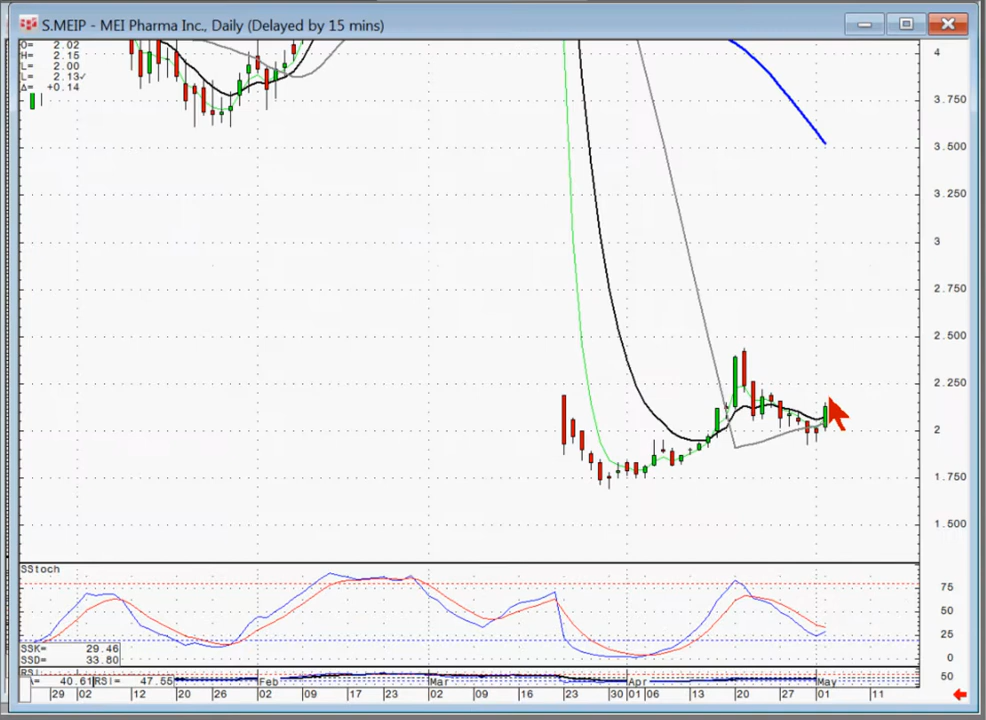 S.MEIP - MEI Pharma Inc., Daily (Delayed by 15 mins)
O= 2.02
H= 2.15
L= 2.00
L= 2.13✓
Δ= +0.14
4
3.750
3.500
3.250
3
2.750
2.500
2.250
2
1.750
1.500
SStoch
75
50
25
0
SSK= 29.46
SSD= 33.80
RSI
A= 40.61 RSI= 47.55
50
29 02 12 20 26 Feb 09 17 23 Mar 02 09 16 23 30 Apr 01 06 13 20 27 May 01 11